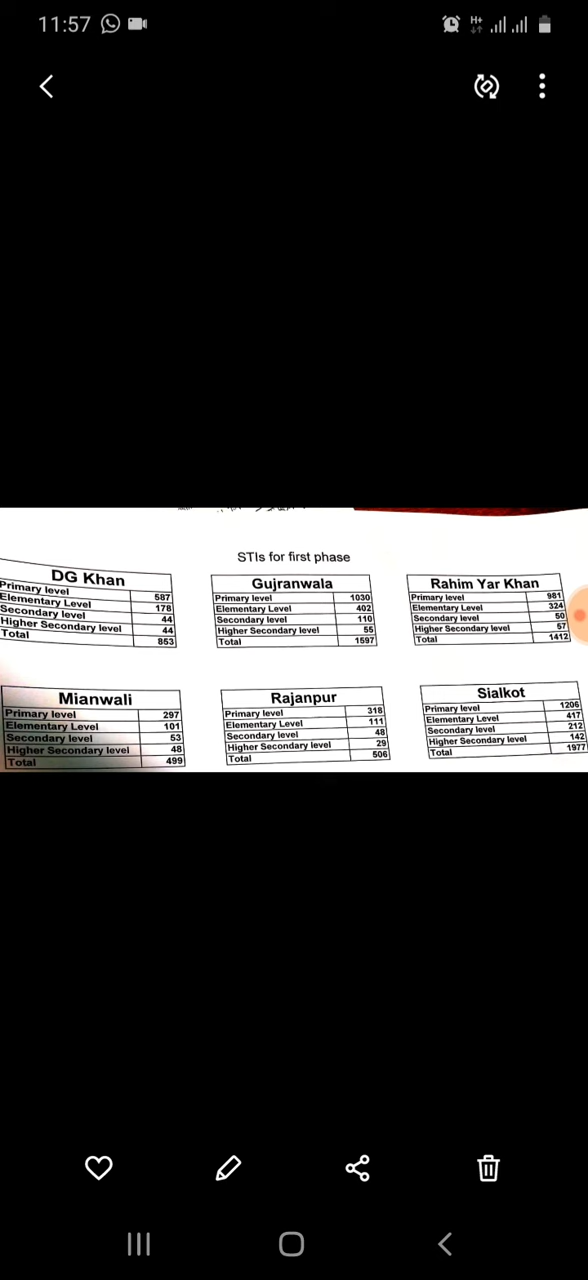 11:57
H+
STIs for first phase
DG Khan
Primary level 587
Elementary Level 178
Secondary level 44
Higher Secondary level 44
Total 853
Gujranwala
Primary level 1030
Elementary Level 402
Secondary level 110
Higher Secondary level 55
Total 1597
Rahim Yar Khan
Primary level 981
Elementary Level 324
Secondary level 50
Higher Secondary level 57
Total 1412
Mianwali
Primary level 297
Elementary Level 101
Secondary level 53
Higher Secondary level 48
Total 499
Rajanpur
Primary level 318
Elementary Level 111
Secondary level 48
Higher Secondary level 29
Total 506
Sialkot
Primary level 1206
Elementary Level 417
Secondary level 212
Higher Secondary level 142
Total 1977